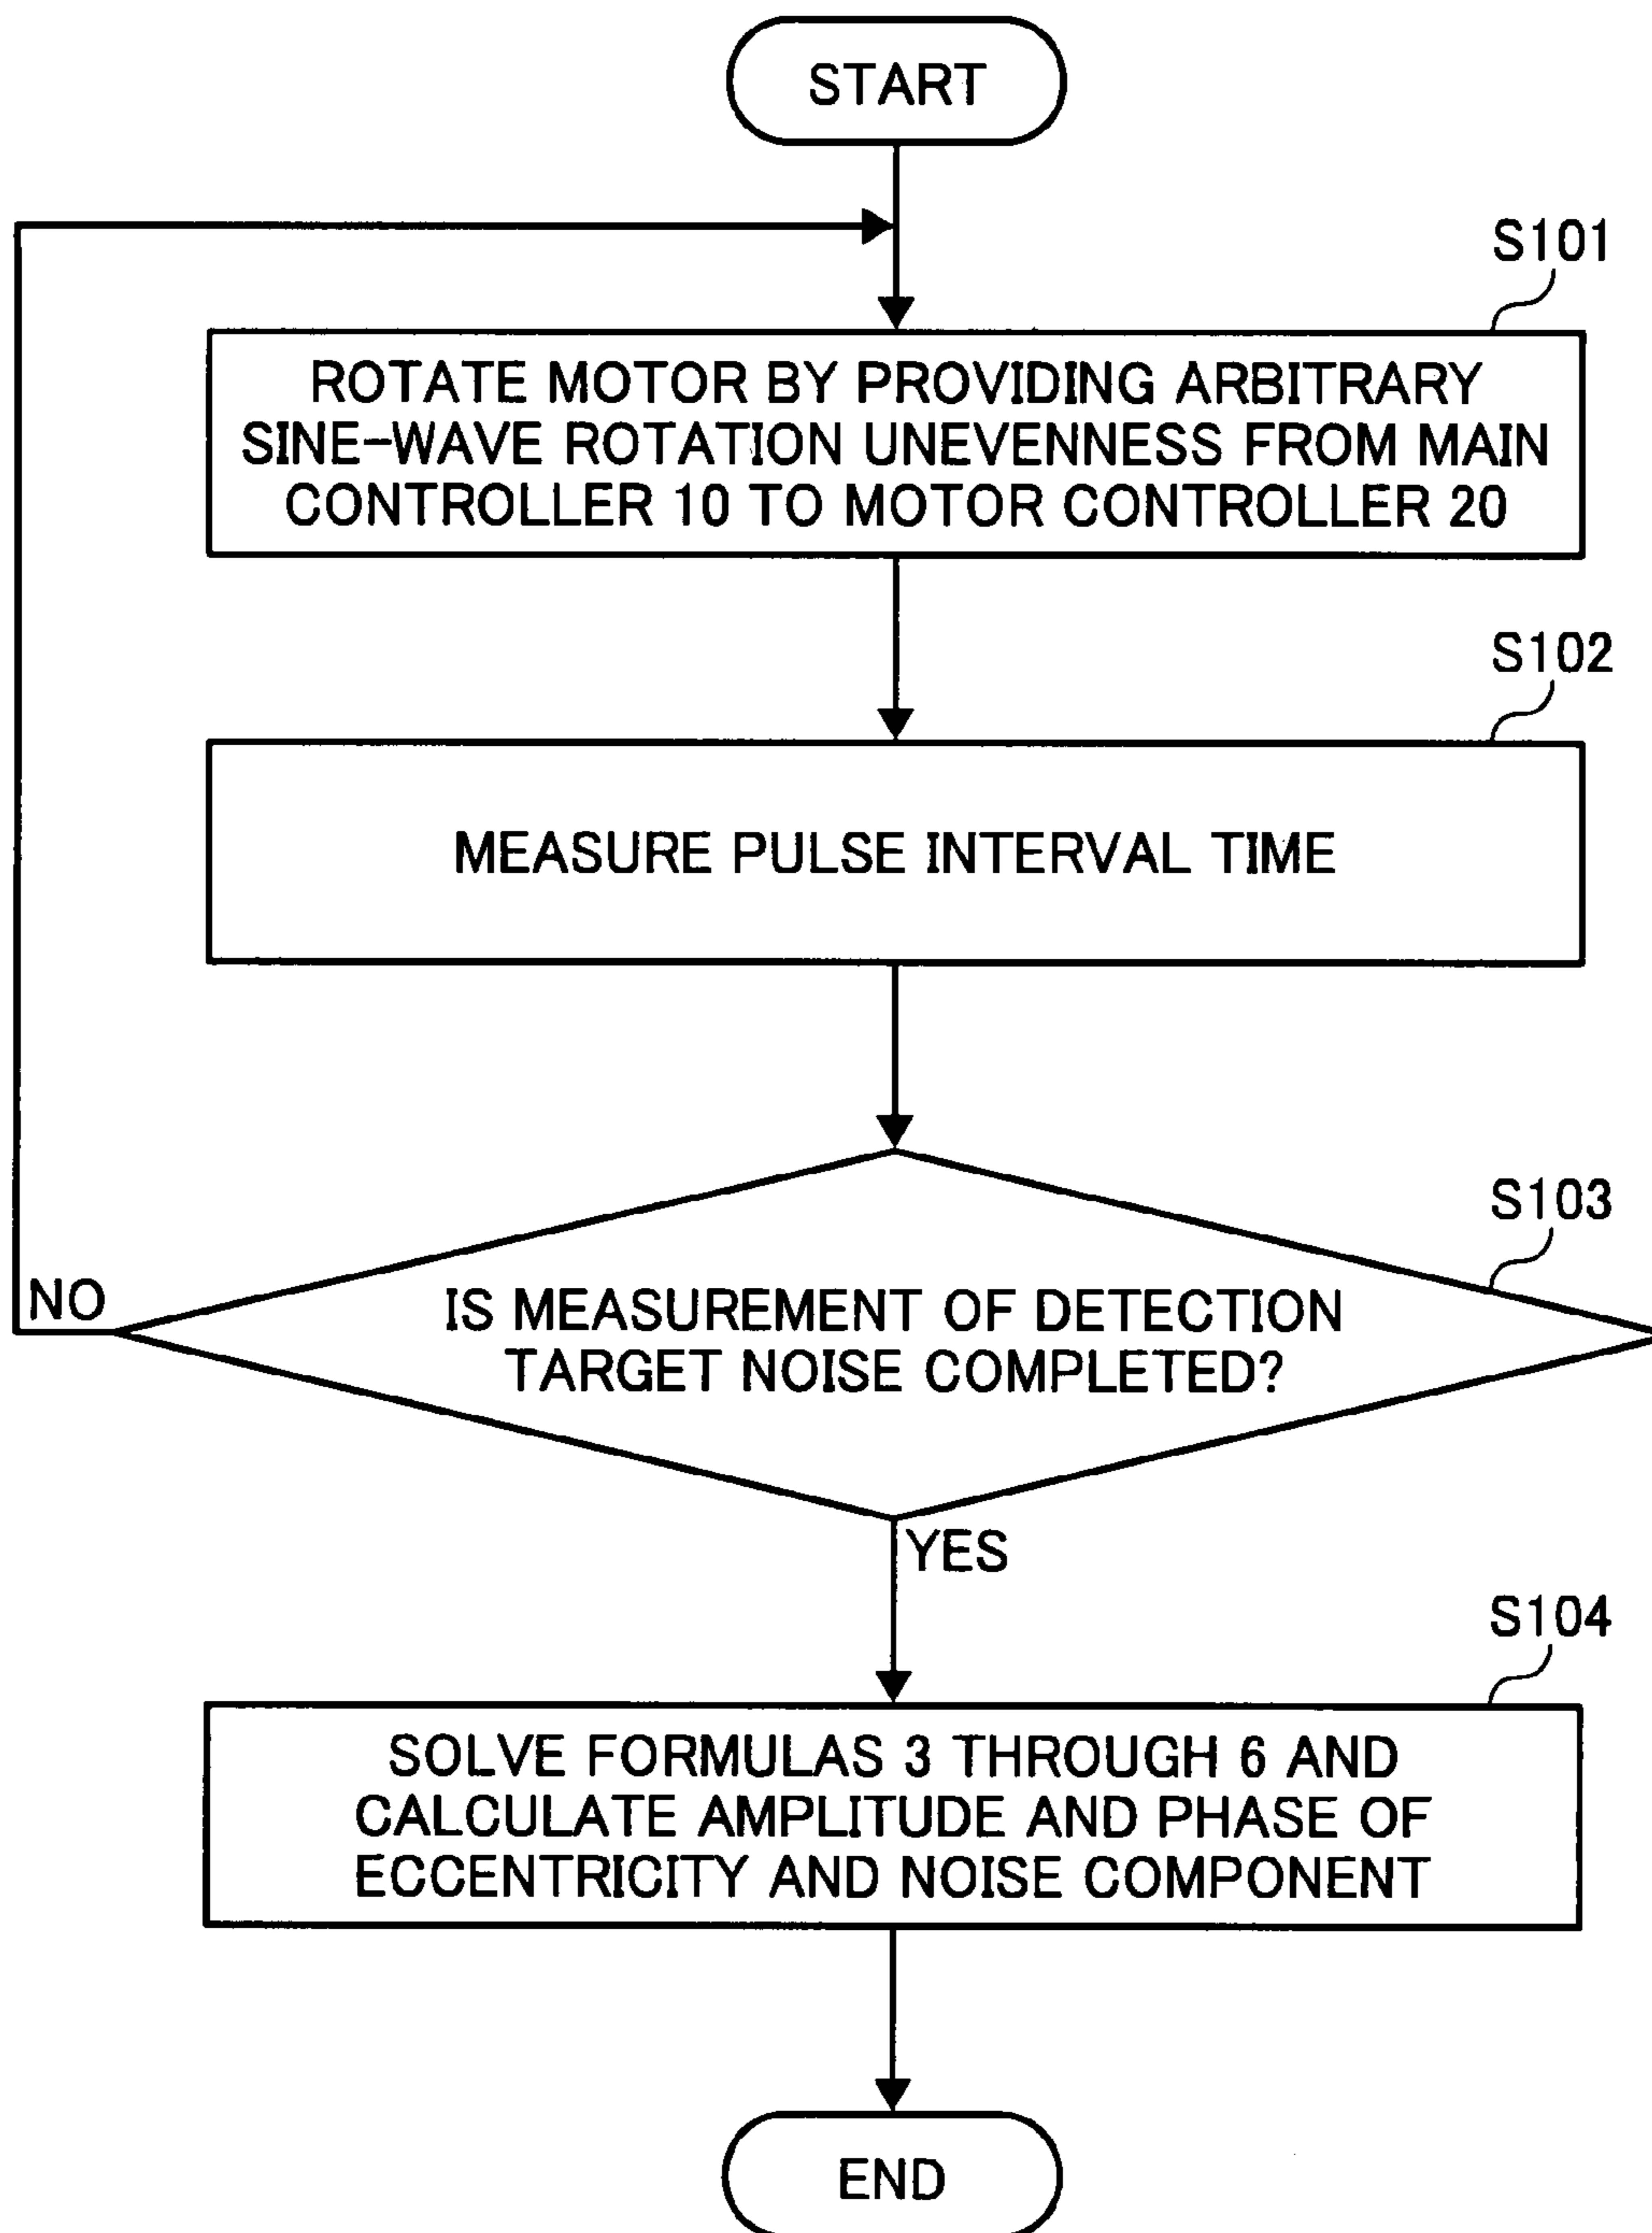 START
S101
ROTATE MOTOR BY PROVIDING ARBITRARY
SINE-WAVE ROTATION UNEVENNESS FROM MAIN
CONTROLLER 10 TO MOTOR CONTROLLER 20
S102
MEASURE PULSE INTERVAL TIME
S103
NO
IS MEASUREMENT OF DETECTION
TARGET NOISE COMPLETED?
YES
S104
SOLVE FORMULAS 3 THROUGH 6 AND
CALCULATE AMPLITUDE AND PHASE OF
ECCENTRICITY AND NOISE COMPONENT
END